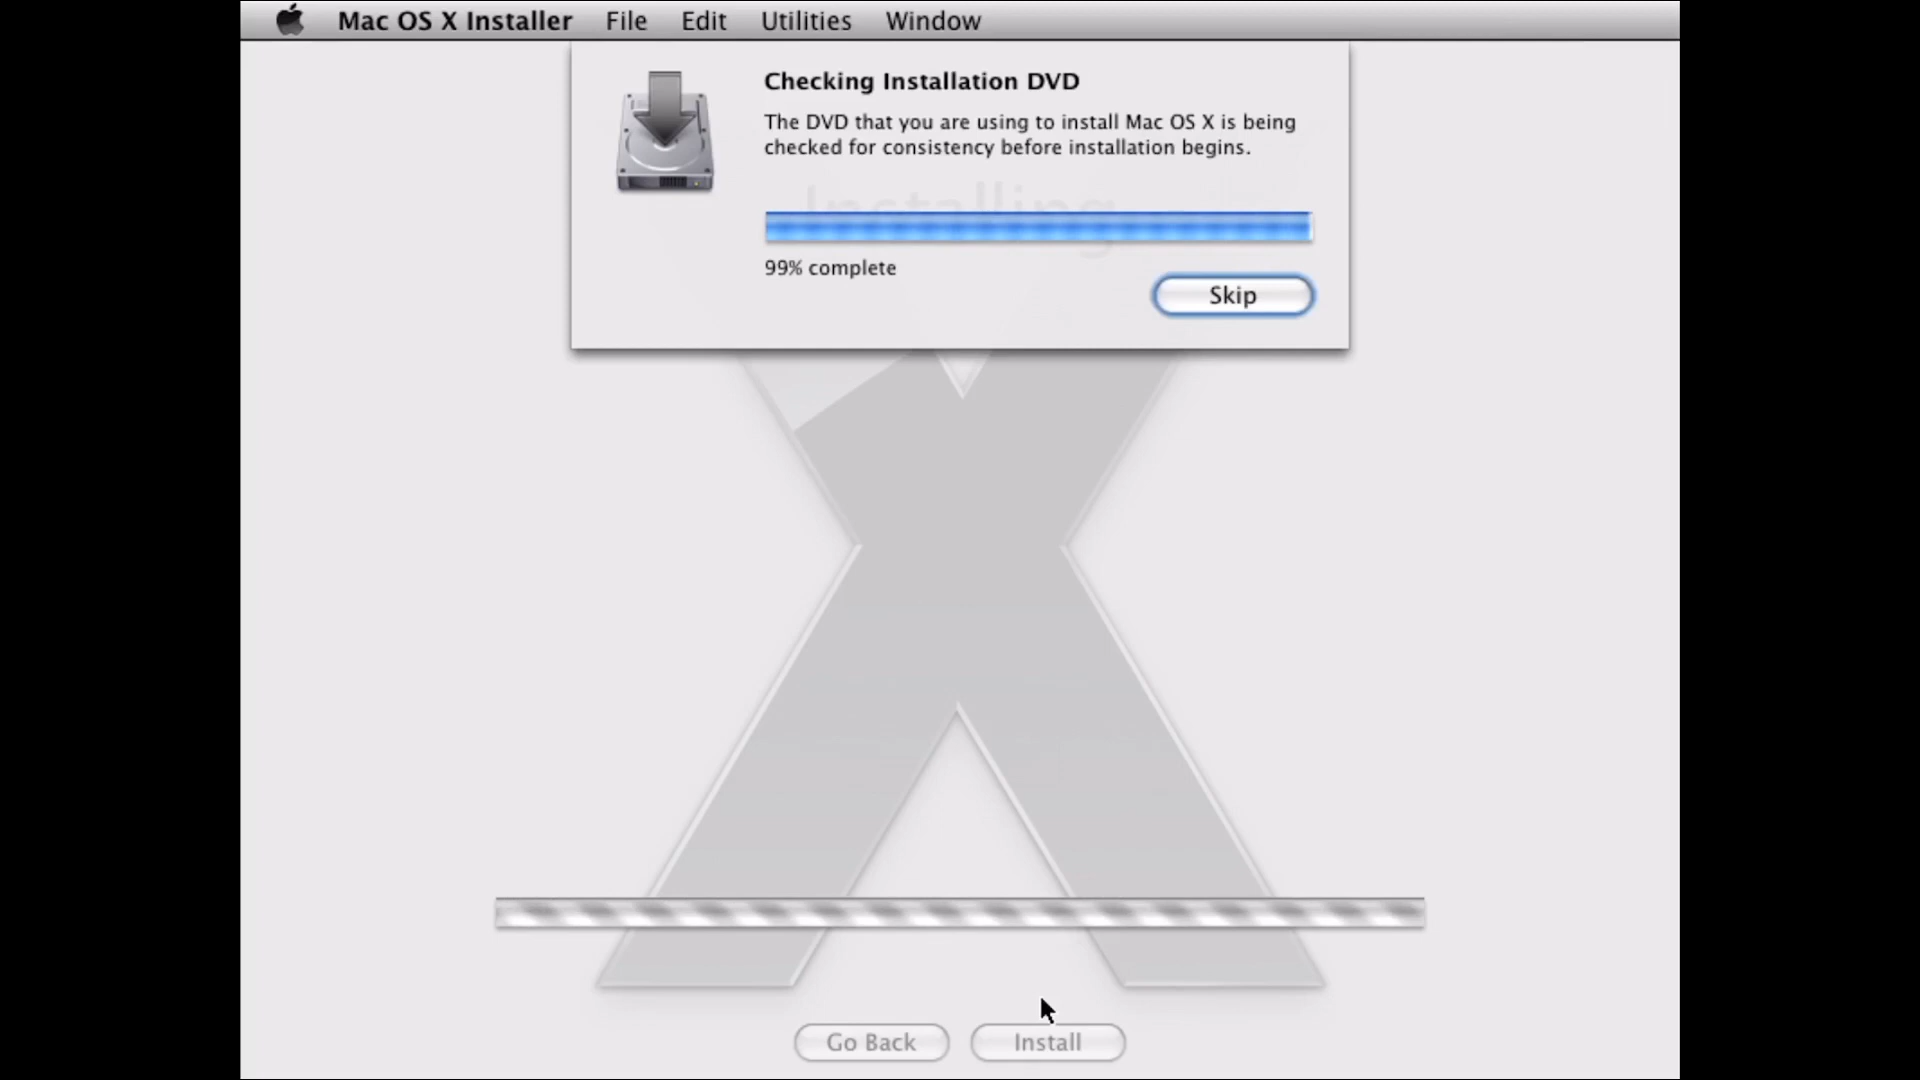 Mac OS X Installer File Edit Utilities Window
Checking Installation DVD
The DVD that you are using to install Mac OS X is being
checked for consistency before installation begins.
Installing
99% complete
Skip
Go Back Install